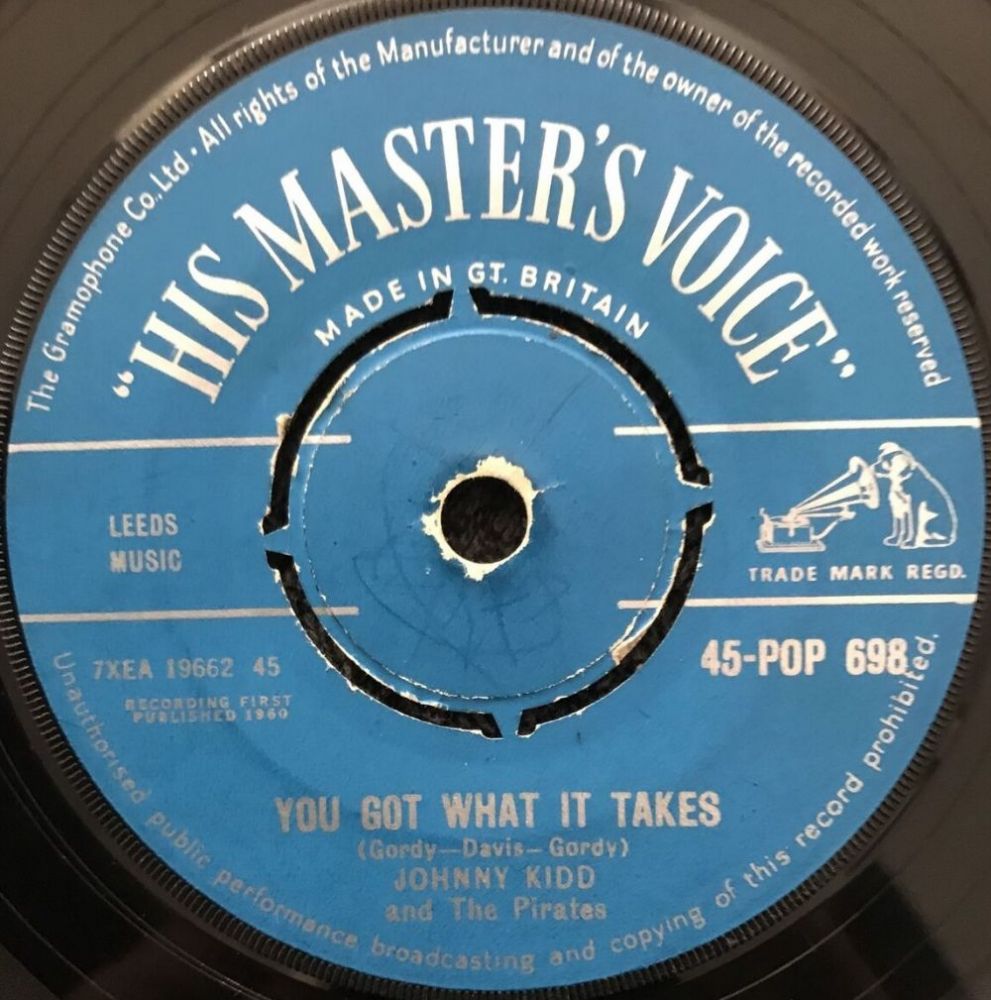 The Gramophone Co. Ltd · All rights of the Manufacturer and of the owner of the recorded work reserved
"HIS MASTER'S VOICE"
MADE IN GT. BRITAIN
LEEDS
MUSIC
TRADE MARK REGD.
7XEA 19662 45
45-POP 698
RECORDING FIRST
PUBLISHED 1960
YOU GOT WHAT IT TAKES
(Gordy—Davis—Gordy)
JOHNNY KIDD
and The Pirates
Unauthorised public performance broadcasting and copying of this record prohibited.